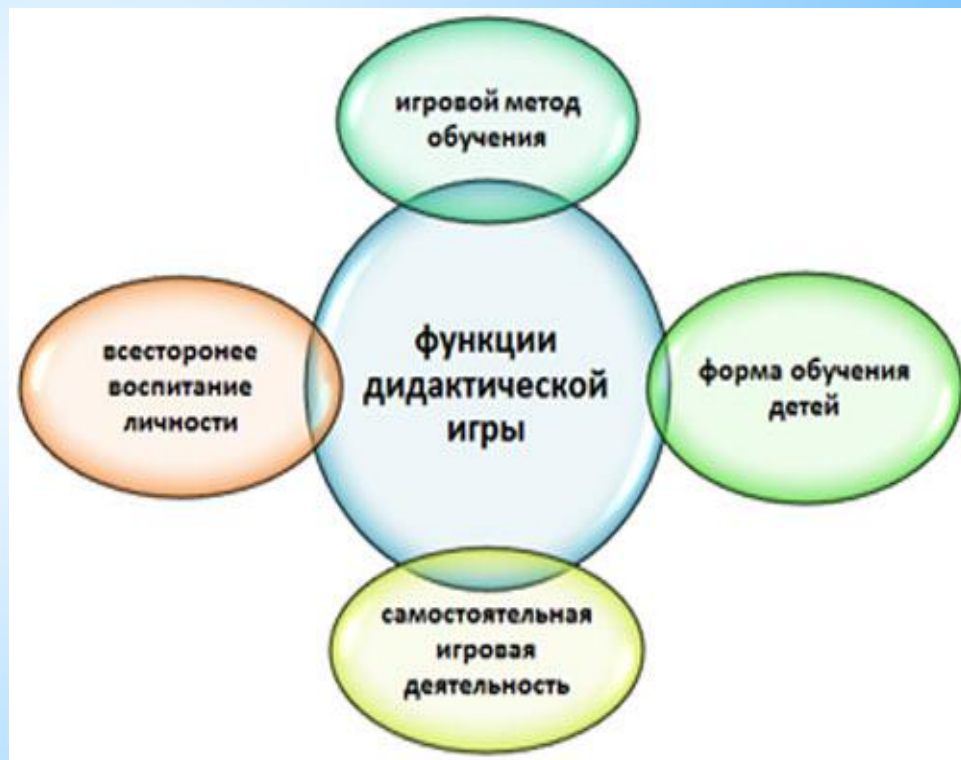 игровой метод
обучения
всесторонее
воспитание
личности
функции
дидактической
игры
форма обучения
детей
самостоятельная
игровая
деятельность